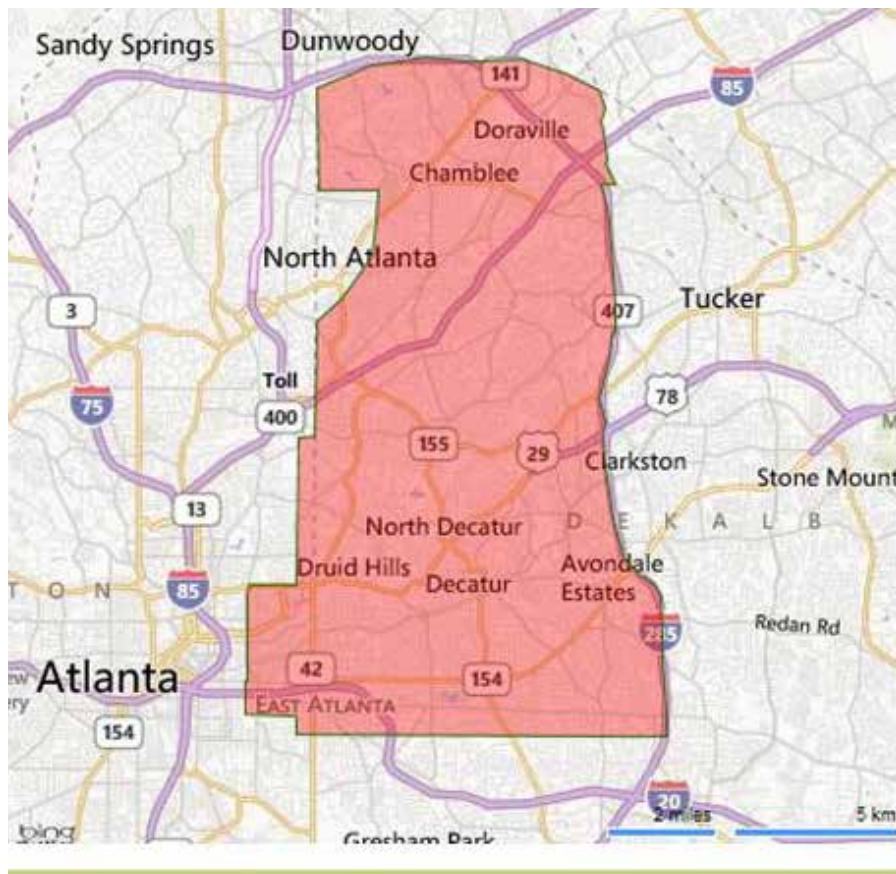 Sandy Springs
Dunwoody
141
85
Doraville
Chamblee
North Atlanta
3
407
Tucker
Toll
400
75
78
155
29
Clarkston
Stone Mount
13
North Decatur
D E K A L B
Druid Hills
Decatur
Avondale
Estates
T O N
85
285
Redan Rd
Atlanta
42
154
EAST ATLANTA
154
20
2 miles
5 km
bing
Gresham Park